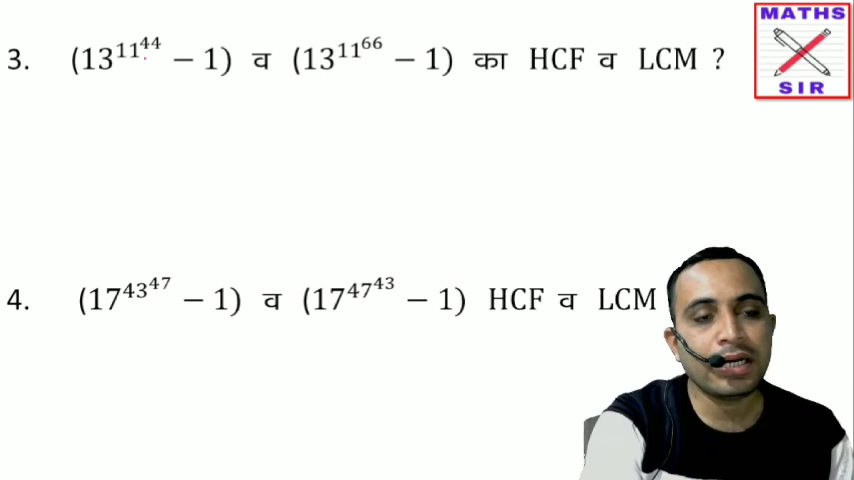 MATHS
3. (13^{11^{44}} − 1) व (13^{11^{66}} − 1) का HCF व LCM ?
SIR
4. (17^{43^{47}} − 1) व (17^{47^{43}} − 1) HCF व LCM